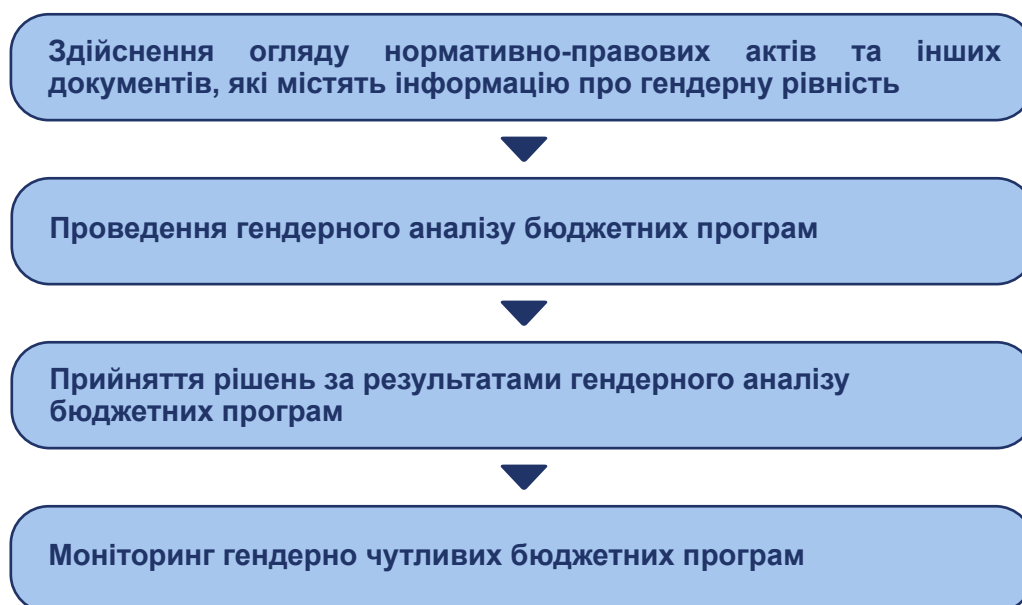 Здійснення огляду нормативно-правових актів та інших
документів, які містять інформацію про гендерну рівність
Проведення гендерного аналізу бюджетних програм
Прийняття рішень за результатами гендерного аналізу
бюджетних програм
Моніторинг гендерно чутливих бюджетних програм